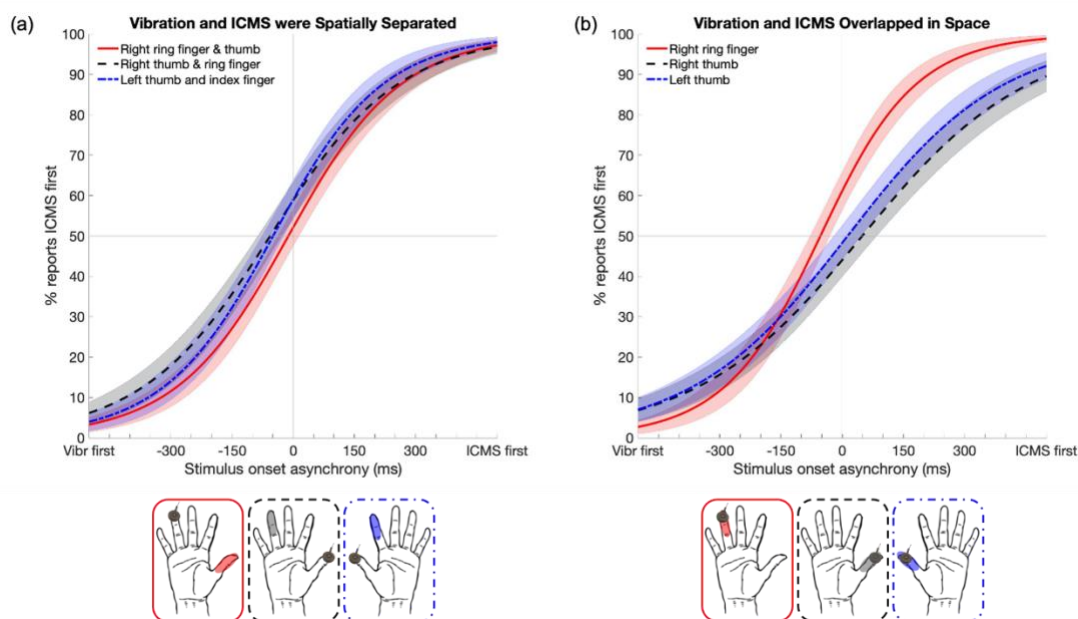 (a)
Vibration and ICMS were Spatially Separated
100
90
80
70
60
50
40
30
20
10
0
% reports ICMS first
Right ring finger & thumb
Right thumb & ring finger
Left thumb and index finger
Vibr first
-300
-150
0
150
300
ICMS first
Stimulus onset asynchrony (ms)
(b)
Vibration and ICMS Overlapped in Space
100
90
80
70
60
50
40
30
20
10
0
% reports ICMS first
Right ring finger
Right thumb
Left thumb
Vibr first
-300
-150
0
150
300
ICMS first
Stimulus onset asynchrony (ms)